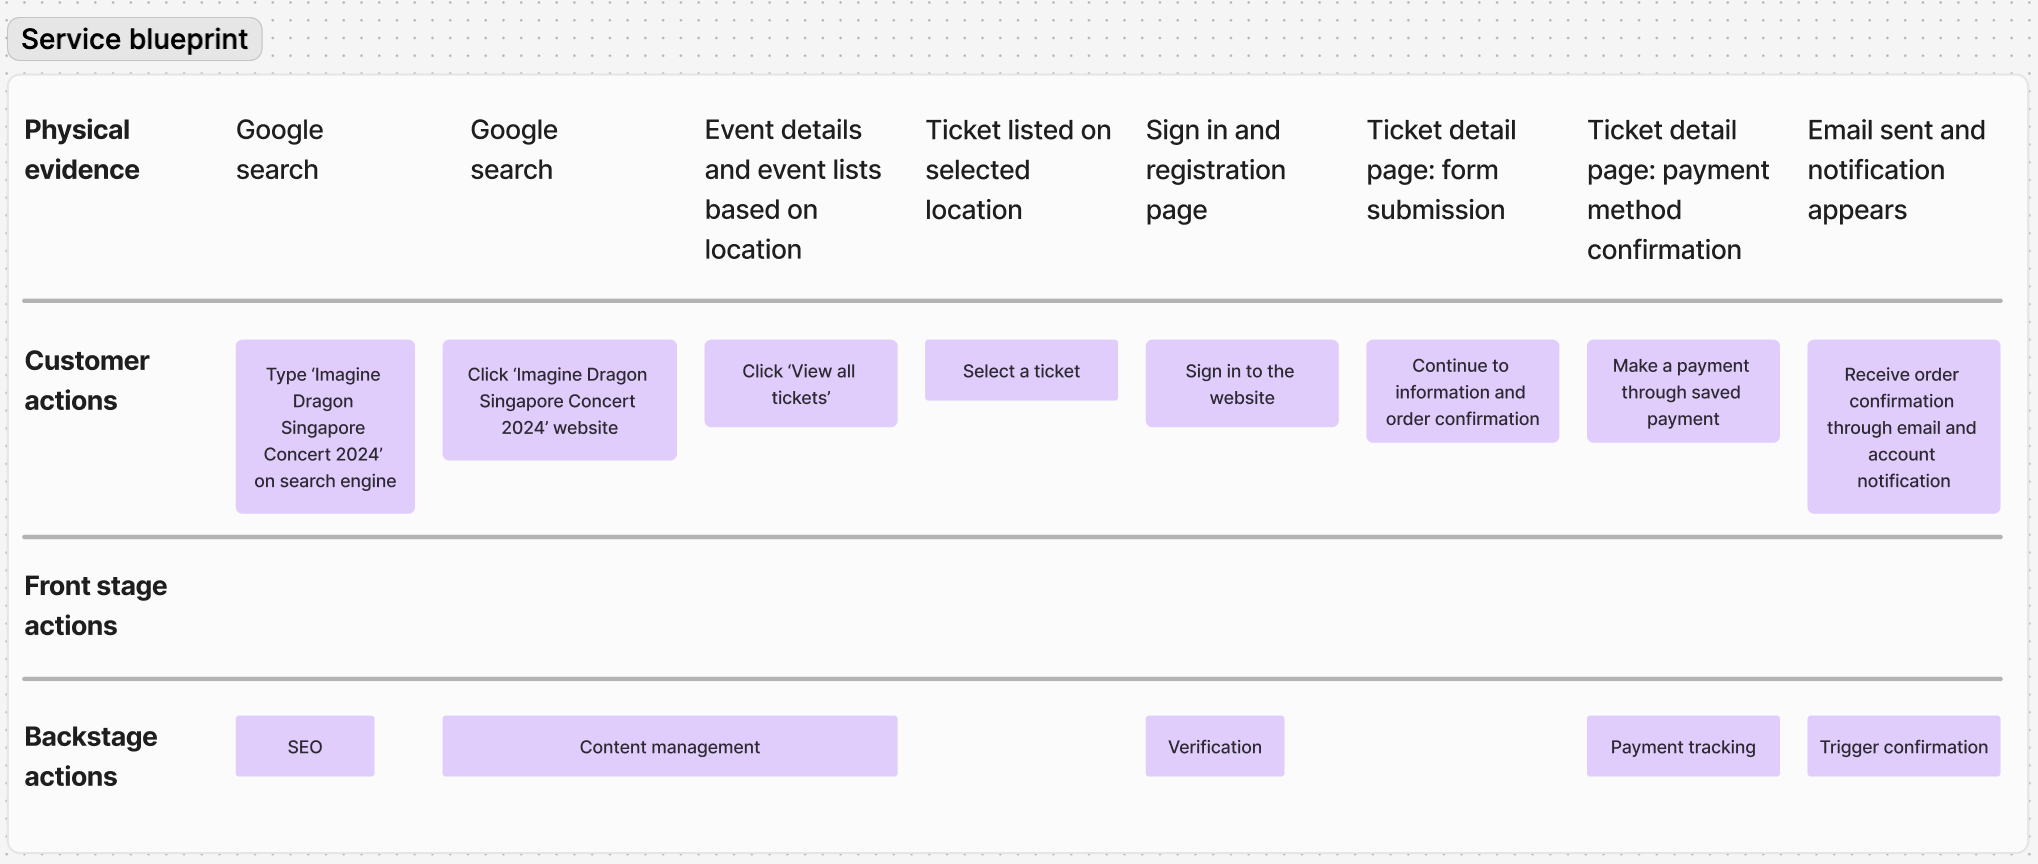 Service blueprint
Physical
evidence
Google
search
Google
search
Event details
and event lists
based on
location
Ticket listed on
selected
location
Sign in and
registration
page
Ticket detail
page: form
submission
Ticket detail
page: payment
method
confirmation
Email sent and
notification
appears
Customer
actions
Type ‘Imagine
Dragon
Singapore
Concert 2024’
on search engine
Click ‘Imagine Dragon
Singapore Concert
2024’ website
Click ‘View all
tickets’
Select a ticket
Sign in to the
website
Continue to
information and
order confirmation
Make a payment
through saved
payment
Receive order
confirmation
through email and
account
notification
Front stage
actions
Backstage
actions
SEO
Content management
Verification
Payment tracking
Trigger confirmation